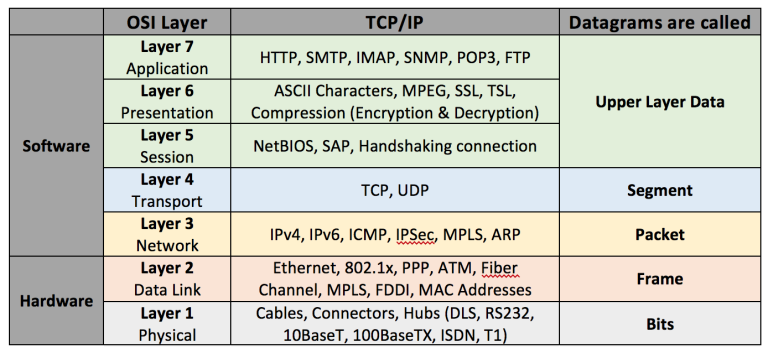 OSI Layer
TCP/IP
Datagrams are called
Software
Layer 7
Application
HTTP, SMTP, IMAP, SNMP, POP3, FTP
Upper Layer Data
Layer 6
Presentation
ASCII Characters, MPEG, SSL, TSL,
Compression (Encryption & Decryption)
Layer 5
Session
NetBIOS, SAP, Handshaking connection
Layer 4
Transport
TCP, UDP
Segment
Layer 3
Network
IPv4, IPv6, ICMP, IPSec, MPLS, ARP
Packet
Hardware
Layer 2
Data Link
Ethernet, 802.1x, PPP, ATM, Fiber
Channel, MPLS, FDDI, MAC Addresses
Frame
Layer 1
Physical
Cables, Connectors, Hubs (DLS, RS232,
10BaseT, 100BaseTX, ISDN, T1)
Bits